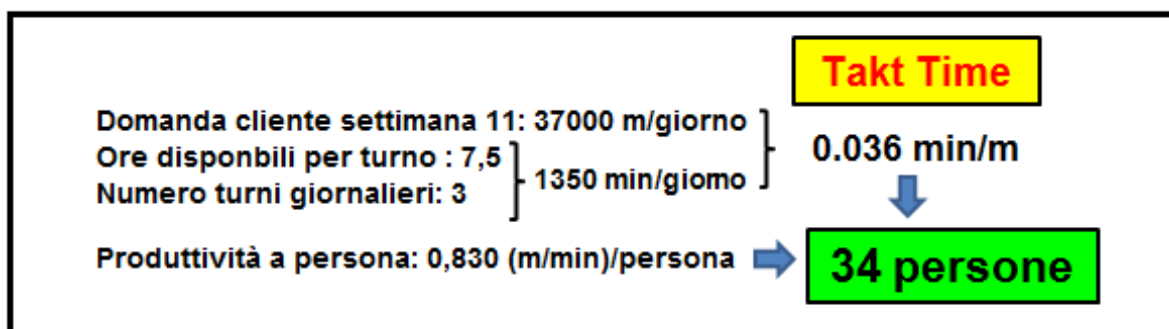 Takt Time
Domanda cliente settimana 11: 37000 m/giorno
Ore disponbili per turno : 7,5
Numero turni giornalieri: 3
1350 min/giorno
0.036 min/m
Produttività a persona: 0,830 (m/min)/persona
34 persone